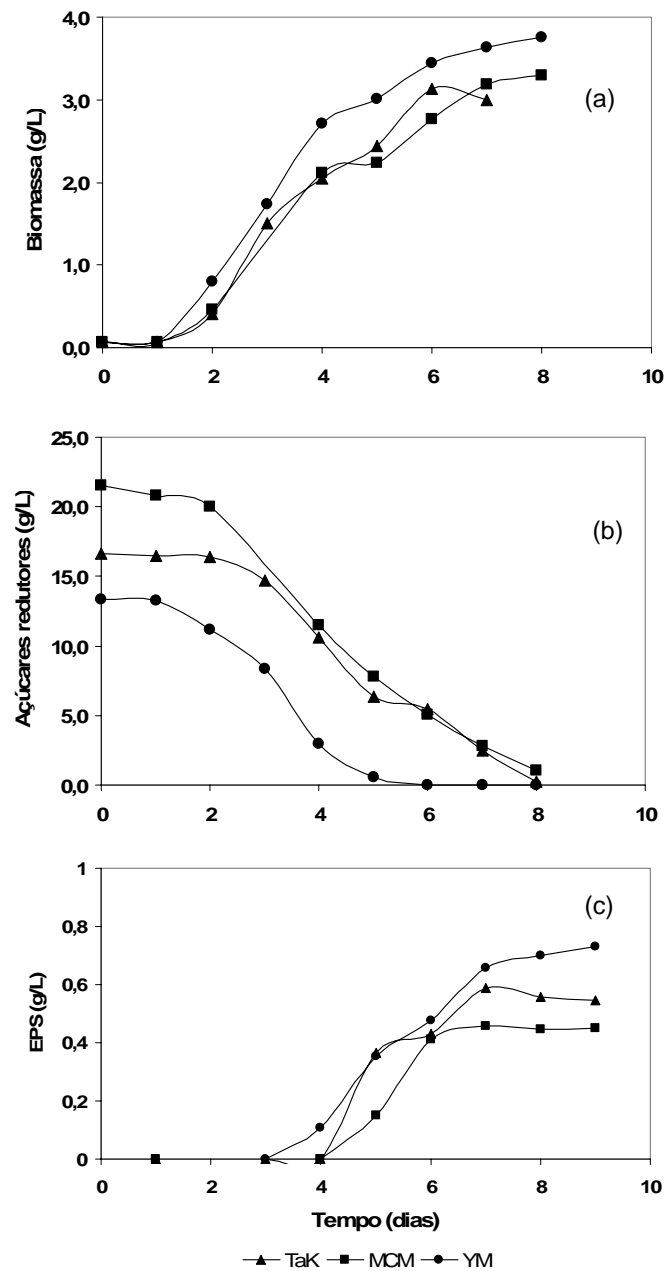 4,0
3,0
2,0
1,0
0,0
Biomassa (g/L)
(a)
0 2 4 6 8 10
25,0
20,0
15,0
10,0
5,0
0,0
Açúcares redutores (g/L)
(b)
0 2 4 6 8 10
1
0,8
0,6
0,4
0,2
0
EPS (g/L)
(c)
0 2 4 6 8 10
Tempo (dias)
TaK MCM YM